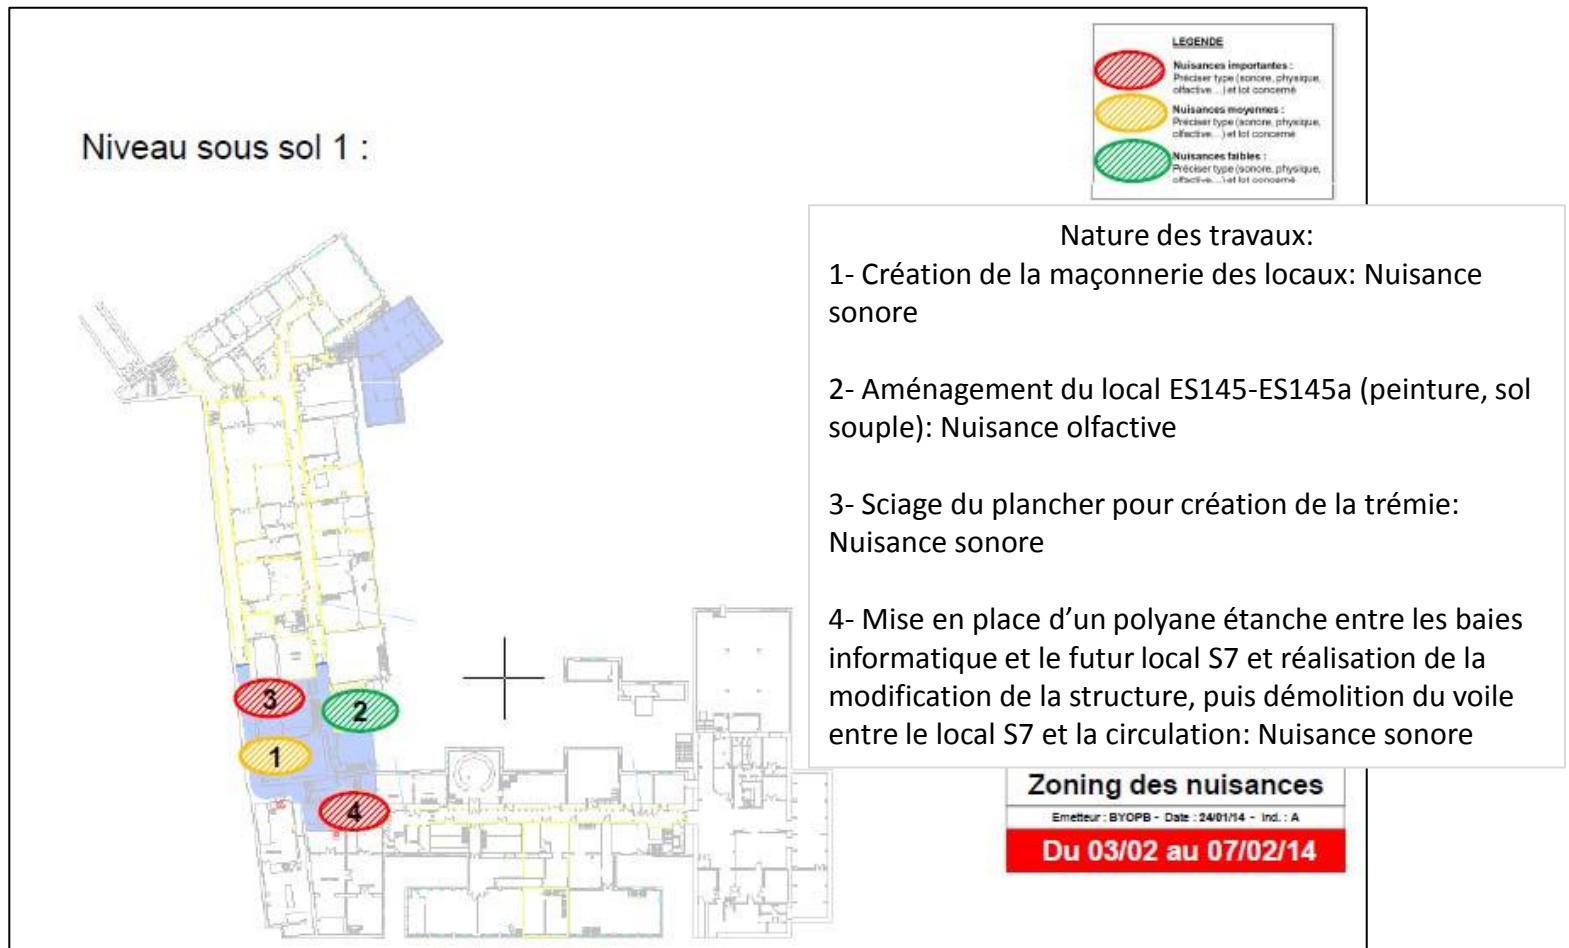 LEGENDE
Nuisances importantes :
Préciser type (sonore, physique,
olfactive…) et lot concerné
Nuisances moyennes :
Préciser type (sonore, physique,
olfactive…) et lot concerné
Nuisances faibles :
Préciser type (sonore, physique,
olfactive…) et lot concerné
Niveau sous sol 1 :
Nature des travaux:
1- Création de la maçonnerie des locaux: Nuisance
sonore
2- Aménagement du local ES145-ES145a (peinture, sol
souple): Nuisance olfactive
3- Sciage du plancher pour création de la trémie:
Nuisance sonore
4- Mise en place d’un polyane étanche entre les baies
informatique et le futur local S7 et réalisation de la
modification de la structure, puis démolition du voile
entre le local S7 et la circulation: Nuisance sonore
3
2
1
4
Zoning des nuisances
Emetteur : BYOPB - Date : 24/01/14 - Ind. : A
Du 03/02 au 07/02/14